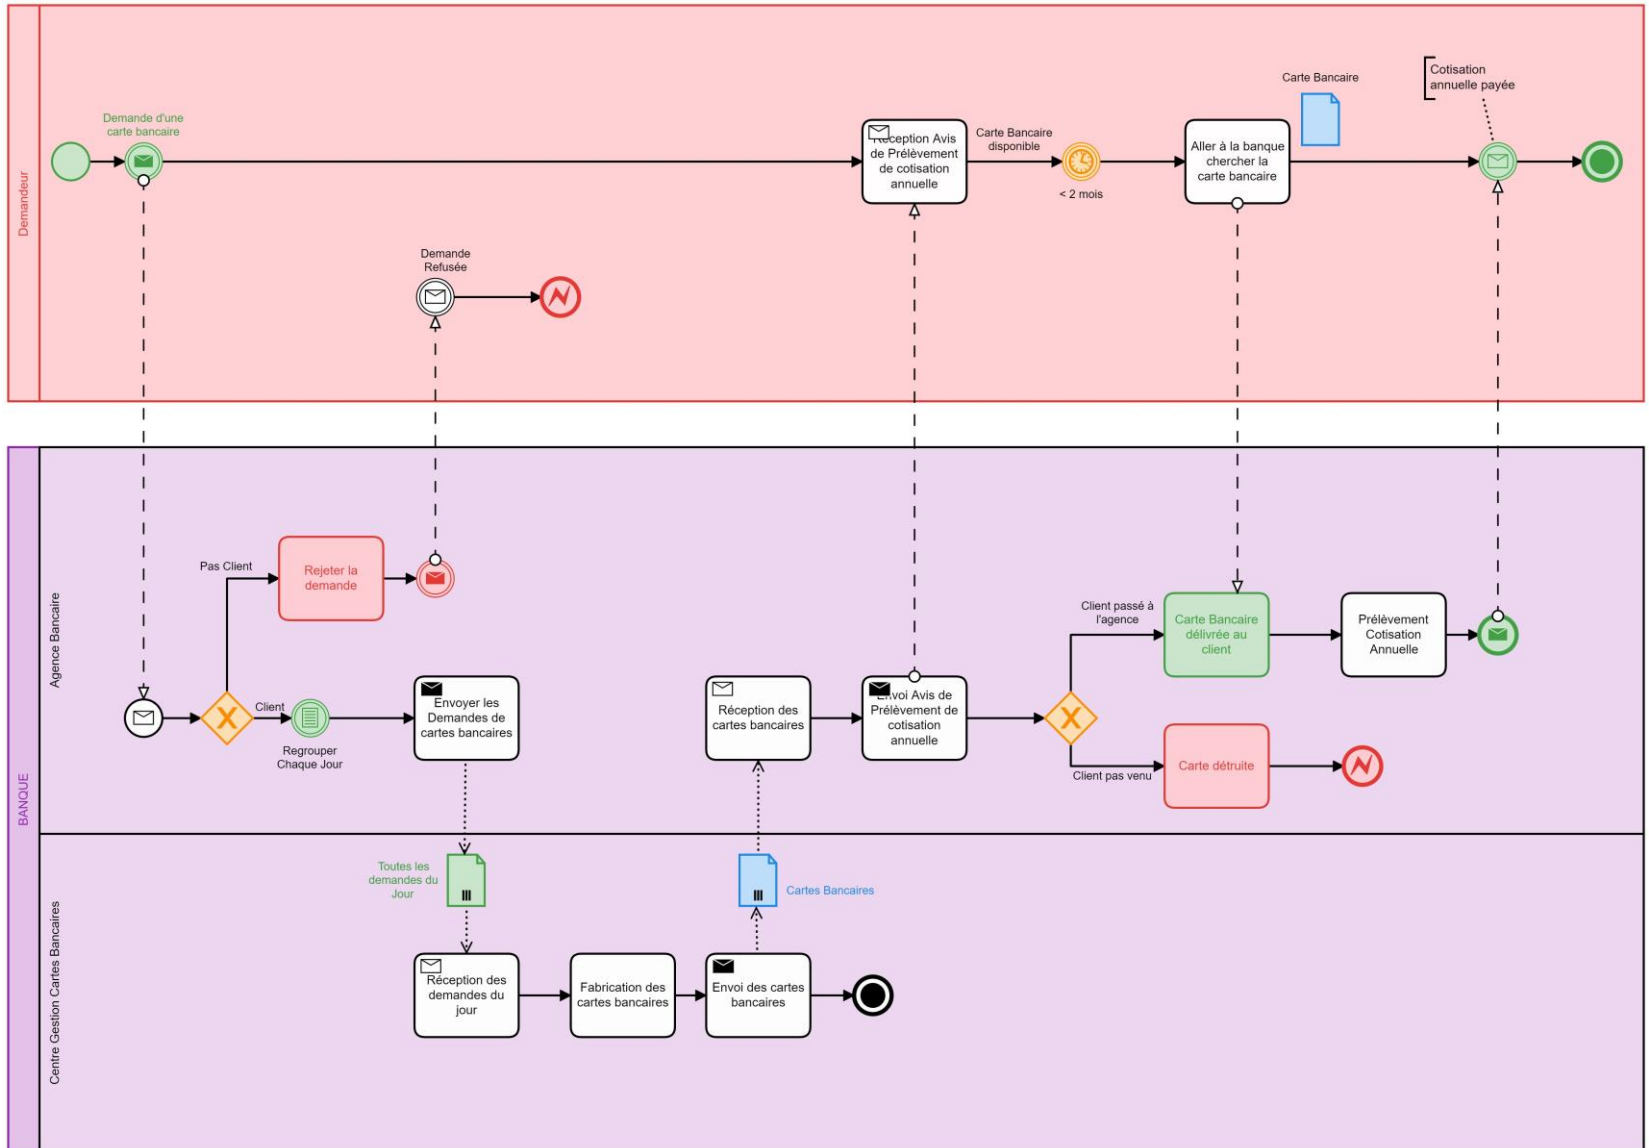 Demandeur
Demande d'une
carte bancaire
Demande
Refusée
Réception Avis
de Prélèvement
de cotisation
annuelle
Carte Bancaire
disponible
< 2 mois
Aller à la banque
chercher la
carte bancaire
Carte Bancaire
Cotisation
annuelle payée
BANQUE
Agence Bancaire
Pas Client
Rejeter la
demande
Client
Regrouper
Chaque Jour
Envoyer les
Demandes de
cartes bancaires
Réception des
cartes bancaires
Envoi Avis de
Prélèvement de
cotisation
annuelle
Client passé à
l'agence
Carte Bancaire
délivrée au
client
Prélèvement
Cotisation
Annuelle
Client pas venu
Carte détruite
Centre Gestion Cartes Bancaires
Toutes les
demandes du
Jour
Cartes Bancaires
Réception des
demandes du
jour
Fabrication des
cartes bancaires
Envoi des cartes
bancaires